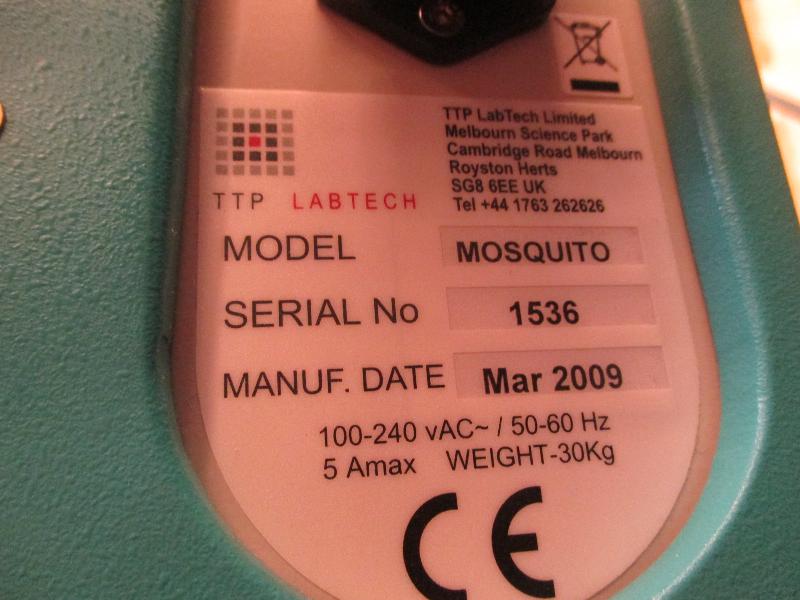 TTP LabTech Limited
Melbourn Science Park
Cambridge Road Melbourn
Royston Herts
SG8 6EE UK
Tel +44 1763 262626
TTP LABTECH
MODEL MOSQUITO
SERIAL No 1536
MANUF. DATE Mar 2009
100-240 vAC~ / 50-60 Hz
5 Amax WEIGHT-30Kg
CE